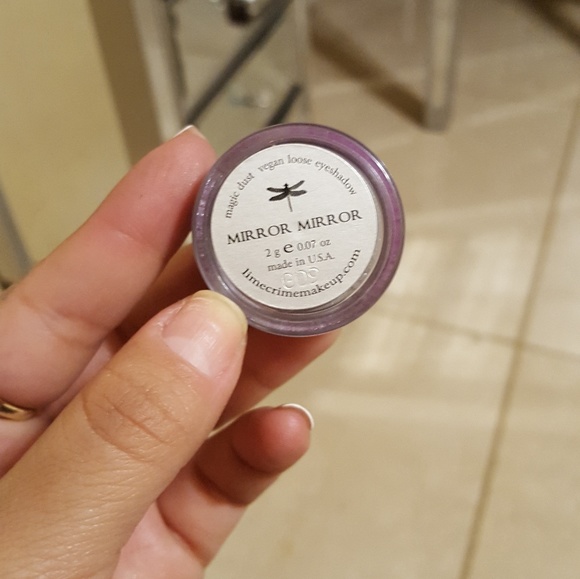 magic dust vegan loose eyeshadow
MIRROR MIRROR
2 g e 0.07 oz
made in U.S.A.
limecrimemakeup.com